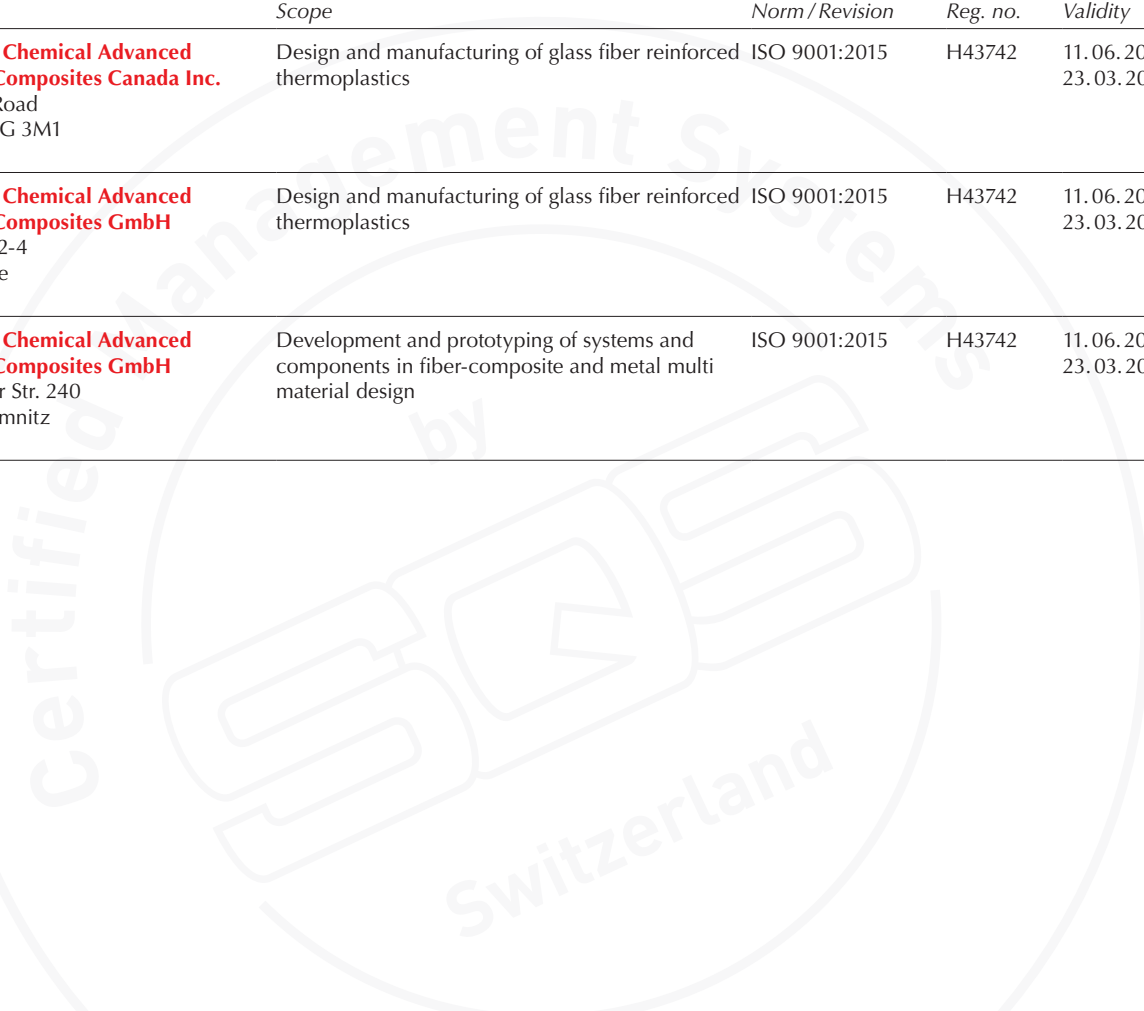 Scope Norm / Revision Reg. no. Validity
Chemical Advanced Design and manufacturing of glass fiber reinforced ISO 9001:2015 H43742 11.06.20
Composites Canada Inc. thermoplastics 23.03.20
Road
G 3M1
Chemical Advanced Design and manufacturing of glass fiber reinforced ISO 9001:2015 H43742 11.06.20
Composites GmbH thermoplastics 23.03.20
2-4
e
Chemical Advanced Development and prototyping of systems and ISO 9001:2015 H43742 11.06.20
Composites GmbH components in fiber-composite and metal multi 23.03.20
r Str. 240 material design
mnitz
Certified Management Systems
by
SQS
Switzerland